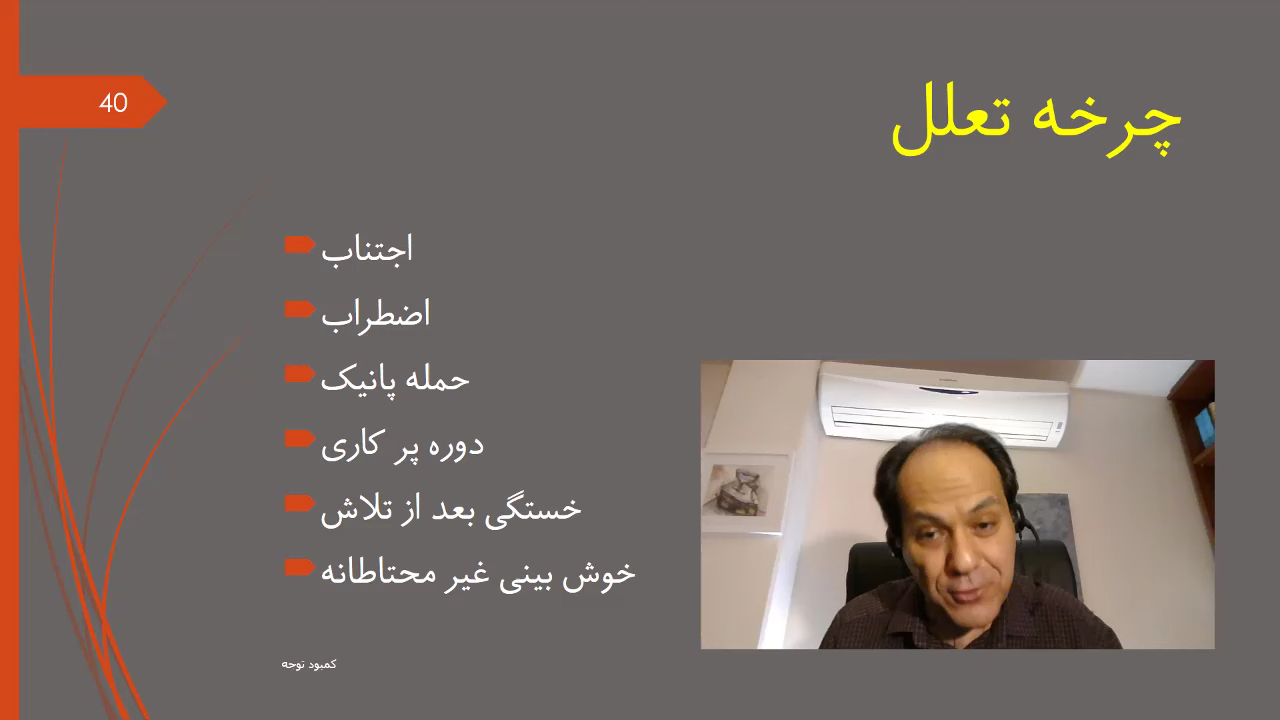 40
چرخه تعلل
اجتناب
اضطراب
حمله پانیک
دوره پر کاری
خستگی بعد از تلاش
خوش بینی غیر محتاطانه
کمبود توجه